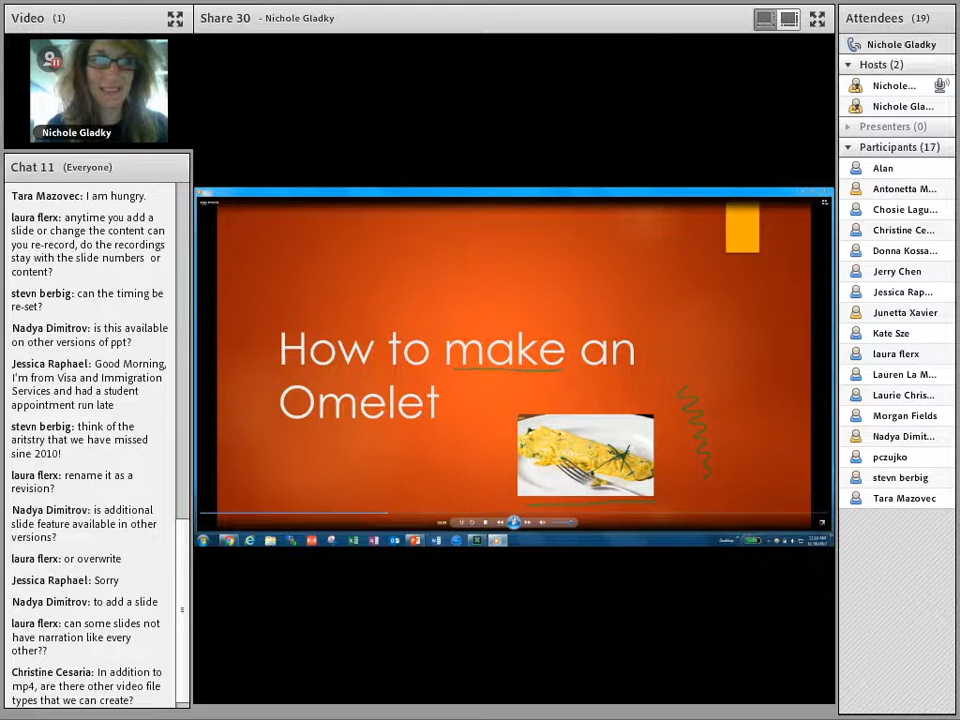 Video (1)
Nichole Gladky
Chat 11 (Everyone)
Tara Mazovec: I am hungry.
laura flerx: anytime you add a
slide or change the content can
you re-record, do the recordings
stay with the slide numbers or
content?
stevn berbig: can the timing be
re-set?
Nadya Dimitrov: is this available
on other versions of ppt?
Jessica Raphael: Good Morning,
I'm from Visa and Immigration
Services and had a student
appointment run late
stevn berbig: think of the
aritstry that we have missed
sine 2010!
laura flerx: rename it as a
revision?
Nadya Dimitrov: is additional
slide feature available in other
versions?
laura flerx: or overwrite
Jessica Raphael: Sorry
Nadya Dimitrov: to add a slide
laura flerx: can some slides not
have narration like every
other??
Christine Cesaria: In addition to
mp4, are there other video file
types that we can create?
Share 30 - Nichole Gladky
How to make an
Omelet
Desktop
Attendees (19)
Nichole Gladky
Hosts (2)
Nichole...
Nichole Gla...
Presenters (0)
Participants (17)
Alan
Antonetta M...
Chosie Lagu...
Christine Ce...
Donna Kossa...
Jerry Chen
Jessica Rap...
Junetta Xavier
Kate Sze
laura flerx
Lauren La M...
Laurie Chris...
Morgan Fields
Nadya Dimit...
pczujko
stevn berbig
Tara Mazovec